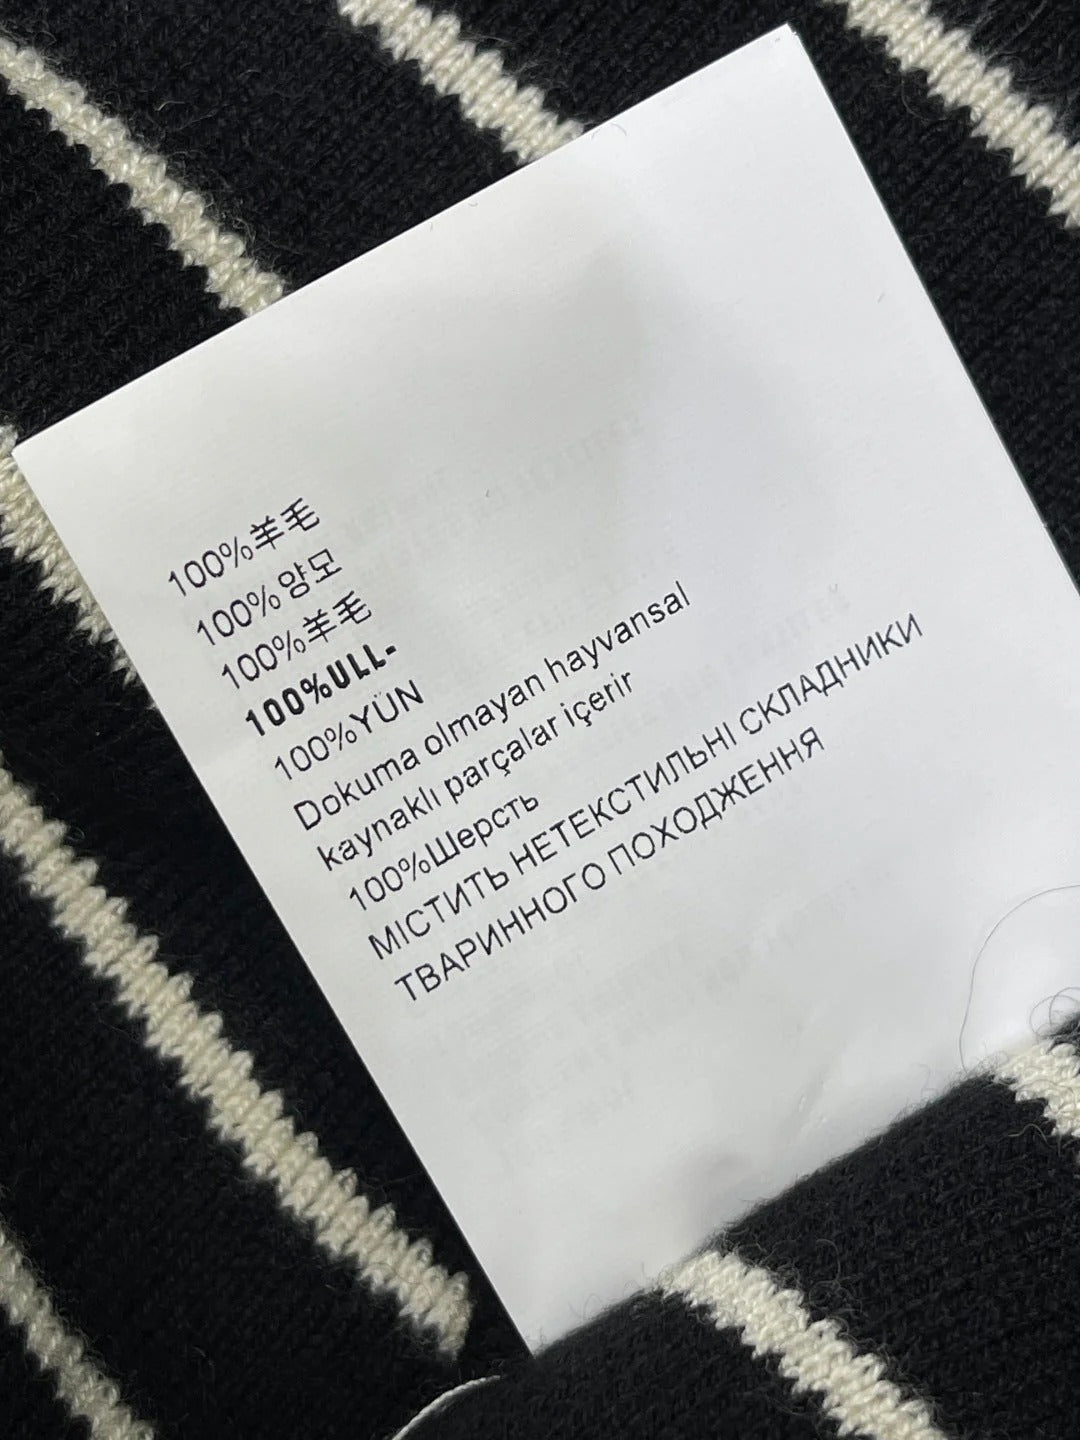 100%羊毛
100%양모
100%羊毛
100%ULL-
100%YÜN
Dokuma olmayan hayvansal
kaynaklı parçalar içerir
100%Шерсть
МІСТИТЬ НЕТЕКСТИЛЬНІ СКЛАДНИКИ
ТВАРИННОГО ПОХОДЖЕННЯ